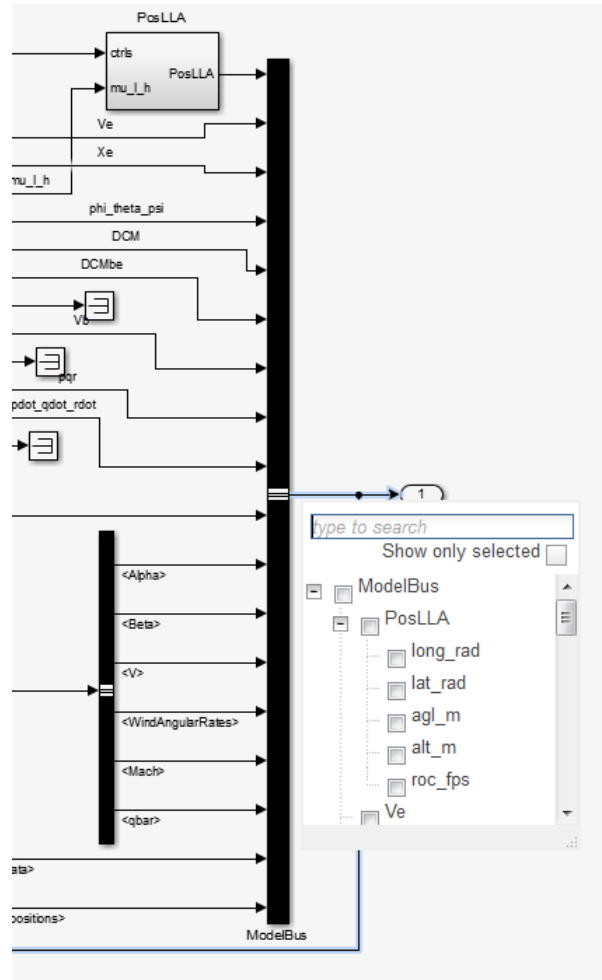 PosLLA
ctrls
PosLLA
mu_l_h
Ve
Xe
mu_l_h
phi_theta_psi
DCM
DCMbe
Vb
pqr
pdot_qdot_rdot
1
type to search
Show only selected
ModelBus
PosLLA
long_rad
lat_rad
agl_m
alt_m
roc_fps
Ve
<Alpha>
<Beta>
<V>
<WindAngularRates>
<Mach>
<qbar>
ata>
positions>
ModelBus